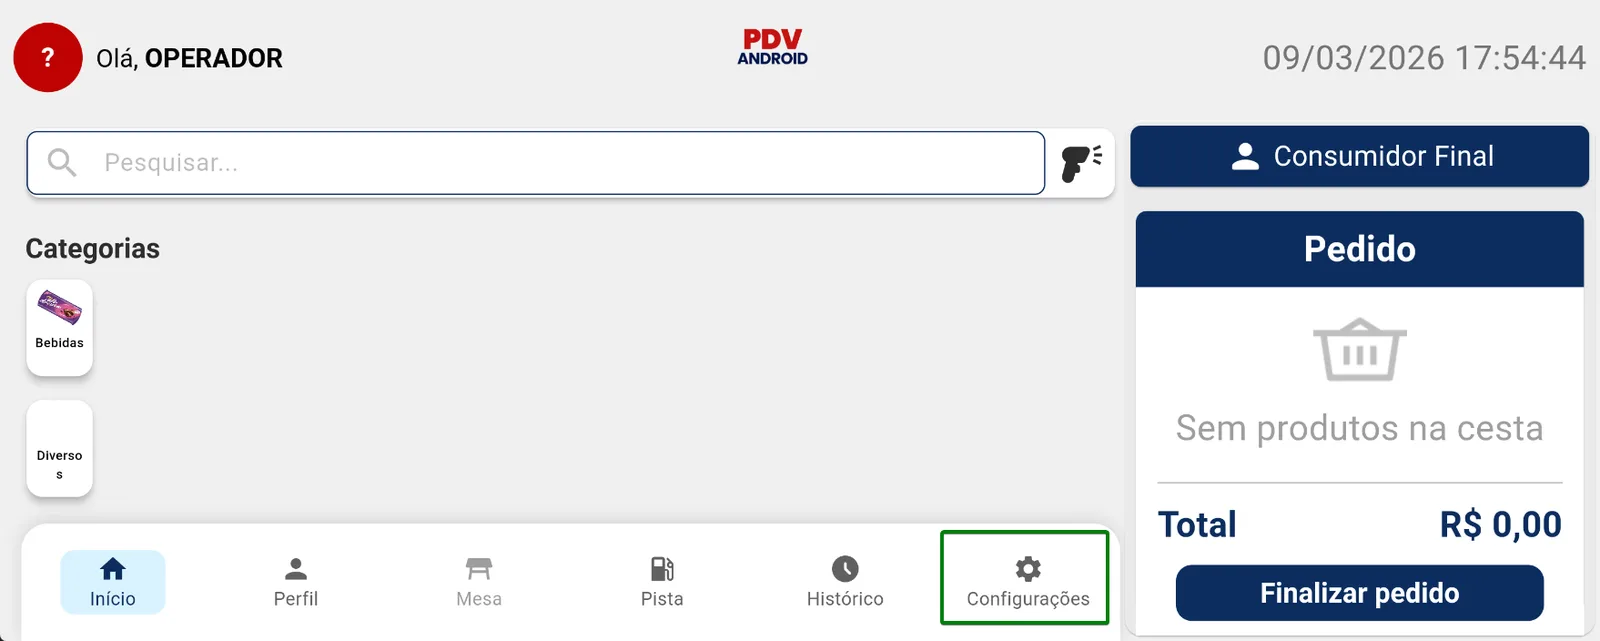 ?
Olá, OPERADOR
PDV
ANDROID
09/03/2026 17:54:44
Pesquisar...
Consumidor Final
Categorias
Bebidas
Diverso
s
Pedido
Sem produtos na cesta
Total R$ 0,00
Finalizar pedido
Início
Perfil
Mesa
Pista
Histórico
Configurações